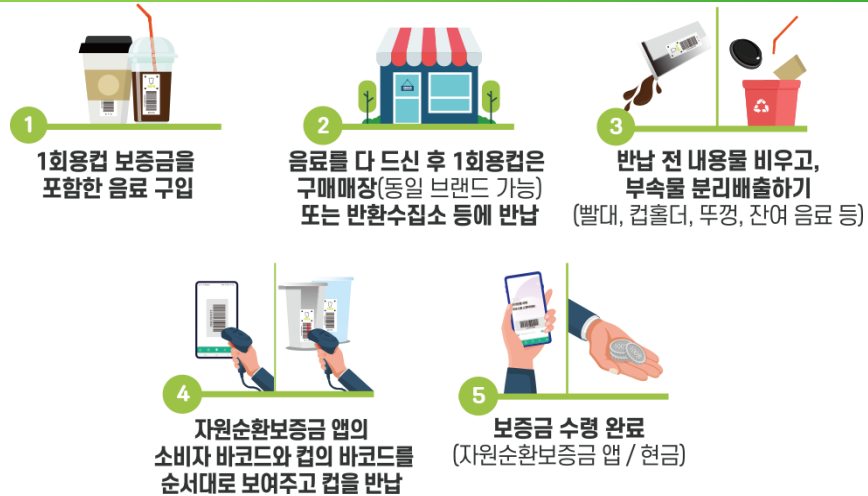 1
1회용컵 보증금을
포함한 음료 구입
2
음료를 다 드신 후 1회용컵은
구매매장(동일 브랜드 가능)
또는 반환수집소 등에 반납
3
반납 전 내용물 비우고,
부속물 분리배출하기
(빨대, 컵홀더, 뚜껑, 잔여 음료 등)
4
자원순환보증금 앱의
소비자 바코드와 컵의 바코드를
순서대로 보여주고 컵을 반납
5
보증금 수령 완료
(자원순환보증금 앱 / 현금)